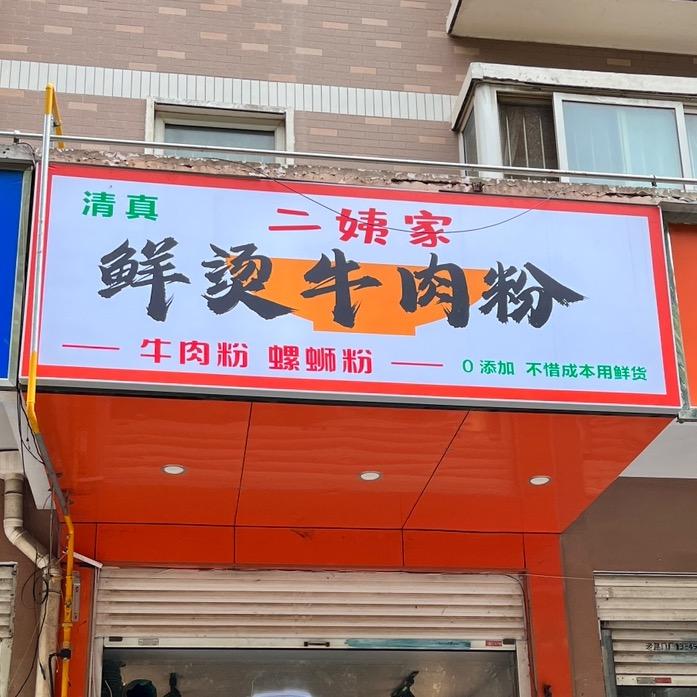 清真
二姨家
鲜烫牛肉粉
牛肉粉 螺蛳粉
0 添加 不惜成本用鲜货